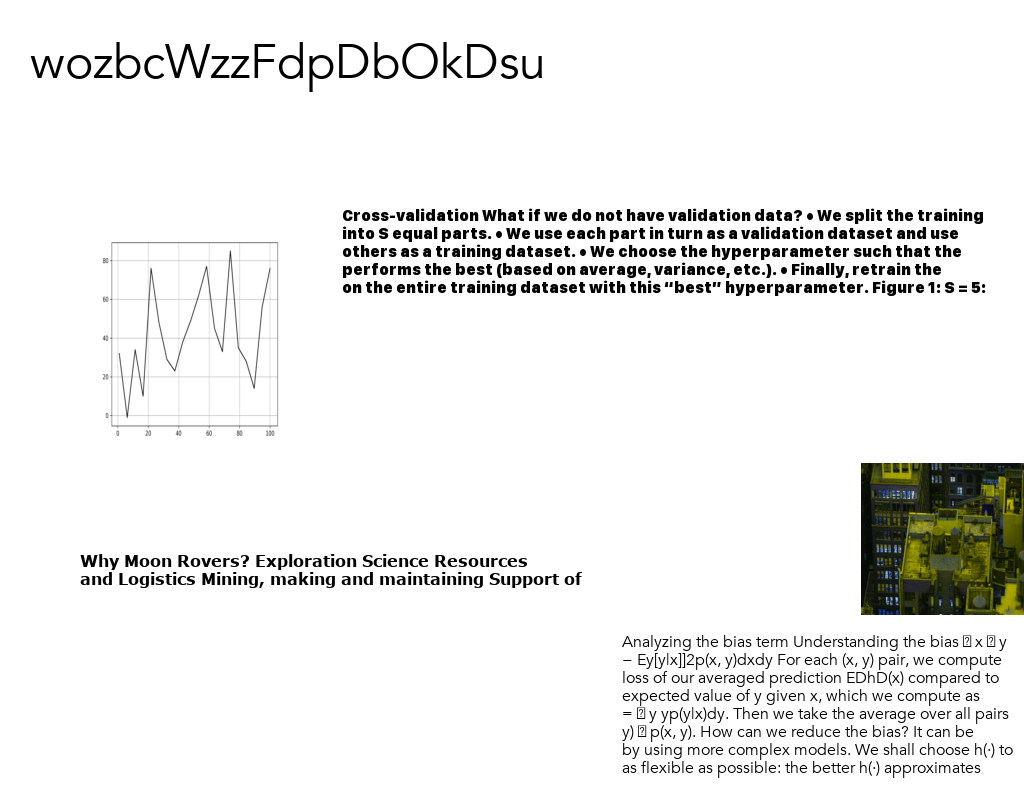 wozbcWzzFdpDbOkDsu
Cross-validation What if we do not have validation data? • We split the training
into S equal parts. • We use each part in turn as a validation dataset and use
others as a training dataset. • We choose the hyperparameter such that the
performs the best (based on average, variance, etc.). • Finally, retrain the
on the entire training dataset with this “best” hyperparameter. Figure 1: S = 5:
80
60
40
20
0
0 20 40 60 80 100
Why Moon Rovers? Exploration Science Resources
and Logistics Mining, making and maintaining Support of
Analyzing the bias term Understanding the bias x y
− Ey[y|x]]2p(x, y)dxdy For each (x, y) pair, we compute
loss of our averaged prediction EDhD(x) compared to
expected value of y given x, which we compute as
= y yp(y|x)dy. Then we take the average over all pairs
y) p(x, y). How can we reduce the bias? It can be
by using more complex models. We shall choose h(·) to
as flexible as possible: the better h(·) approximates